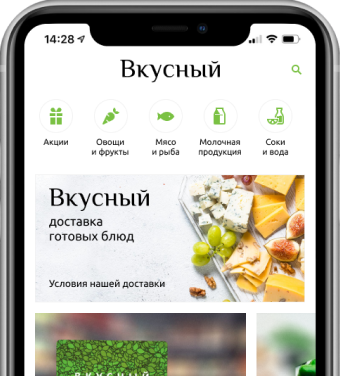 14:28
Вкусный
Акции
Овощи
и фрукты
Мясо
и рыба
Молочная
продукция
Соки
и вода
Вкусный
доставка
готовых блюд
Условия нашей доставки